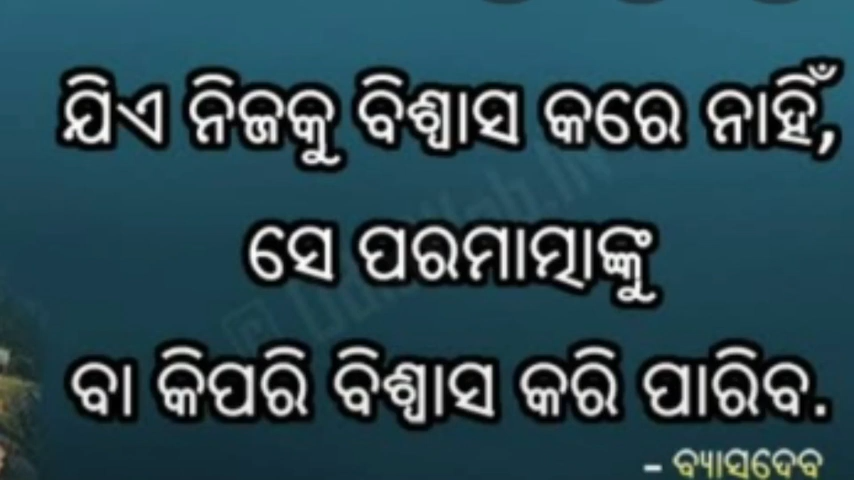 ଯିଏ ନିଜକୁ ବିଶ୍ୱାସ କରେ ନାହିଁ,
ସେ ପରମାତ୍ମାଙ୍କୁ
ବା କିପରି ବିଶ୍ୱାସ କରି ପାରିବ.
– ବ୍ୟାସଦେବ